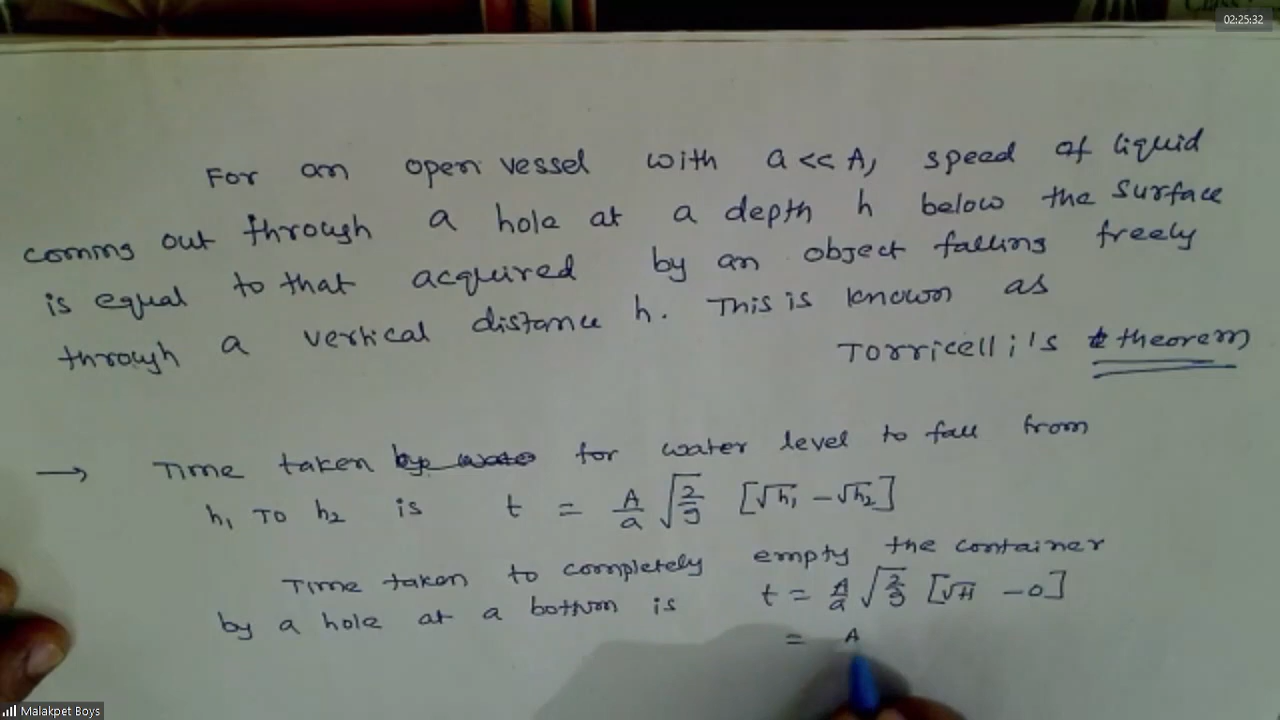 02:25:32
For an open vessel with a << A, speed of liquid
coming out through a hole at a depth h below the surface
is equal to that acquired by an object falling freely
through a vertical distance h. This is known as
Torricelli's theorem
→ Time taken for water level to fall from
h₁ To h₂ is t = A/a √(2/g) [√h₁ - √h₂]
Time taken to completely empty the container
by a hole at a bottom is t = A/a √(2/g) [√H - 0]
= A
Malakpet Boys